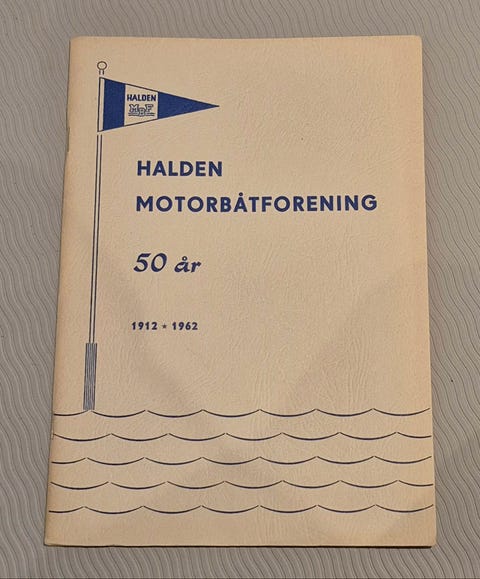 HALDEN
MBF
HALDEN
MOTORBÅTFORENING
50 år
1912 ★ 1962